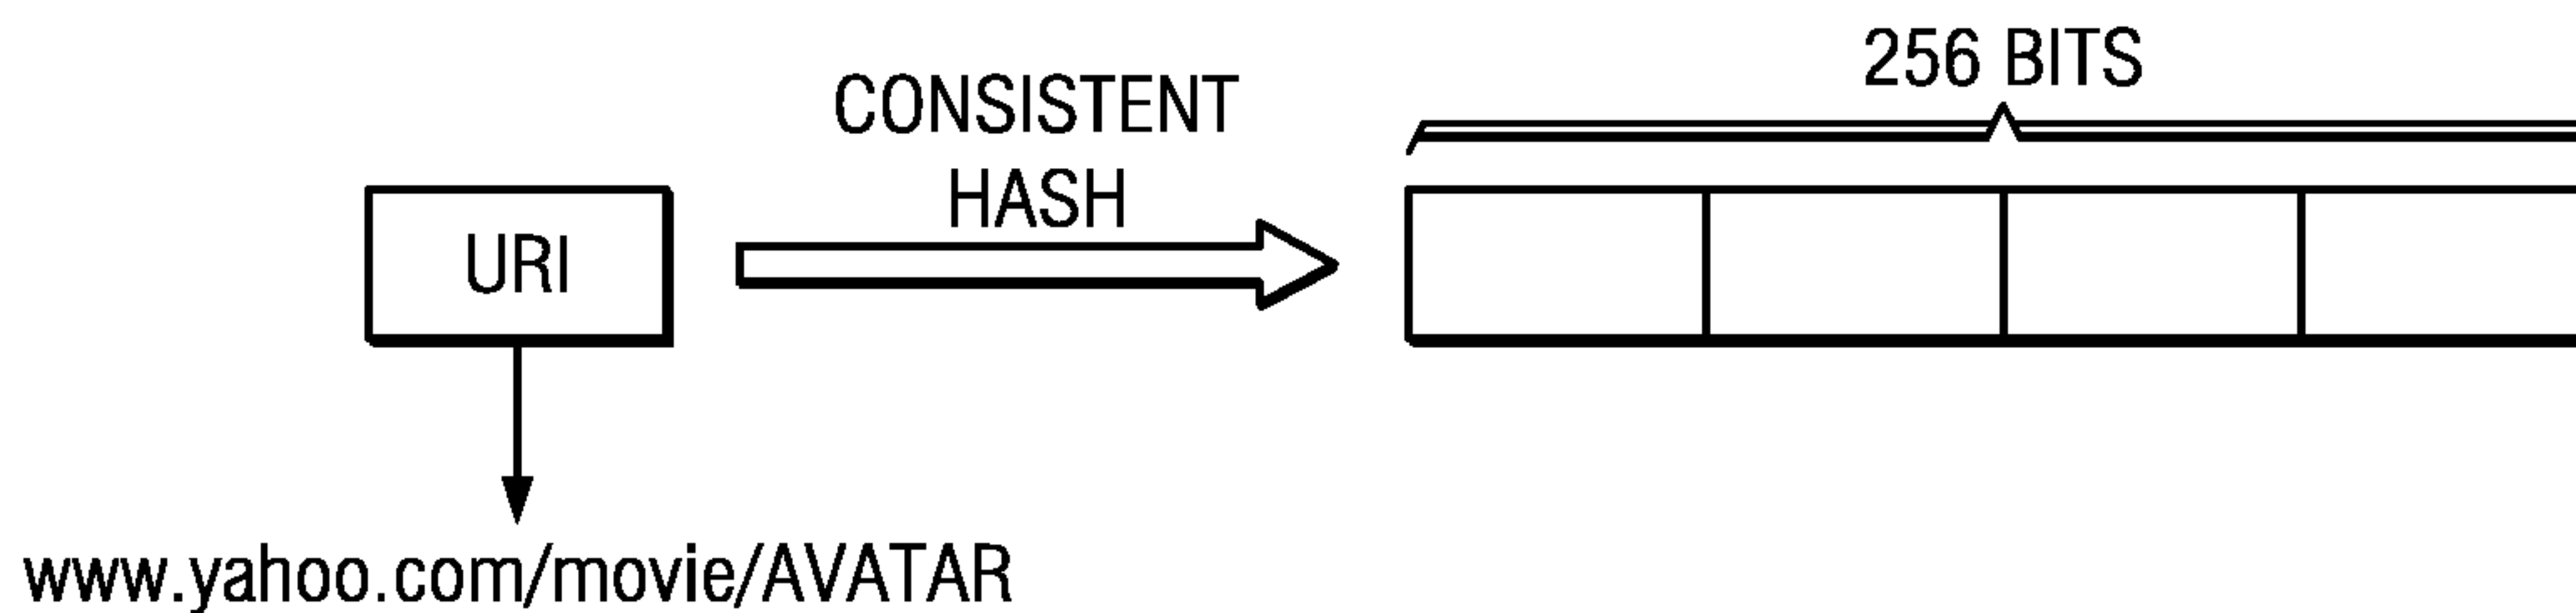 256 BITS
CONSISTENT
HASH
URI
www.yahoo.com/movie/AVATAR